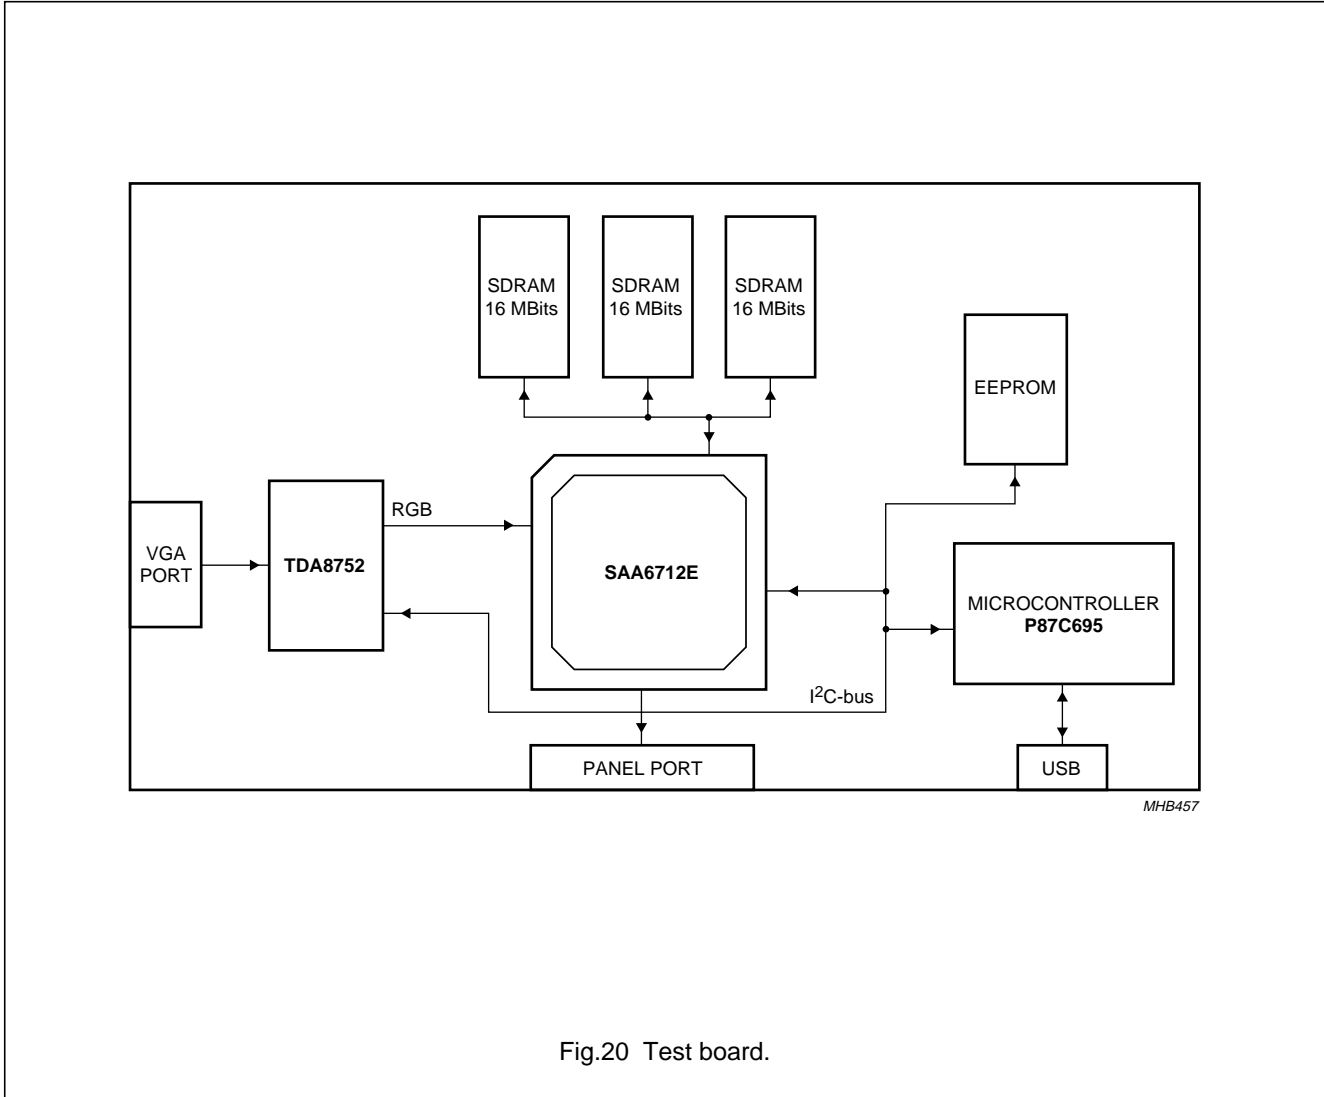 SDRAM
16 MBits
SDRAM
16 MBits
SDRAM
16 MBits
EEPROM
RGB
VGA
PORT
TDA8752
SAA6712E
MICROCONTROLLER
P87C695
I2C-bus
PANEL PORT
USB
MHB457
Fig.20 Test board.